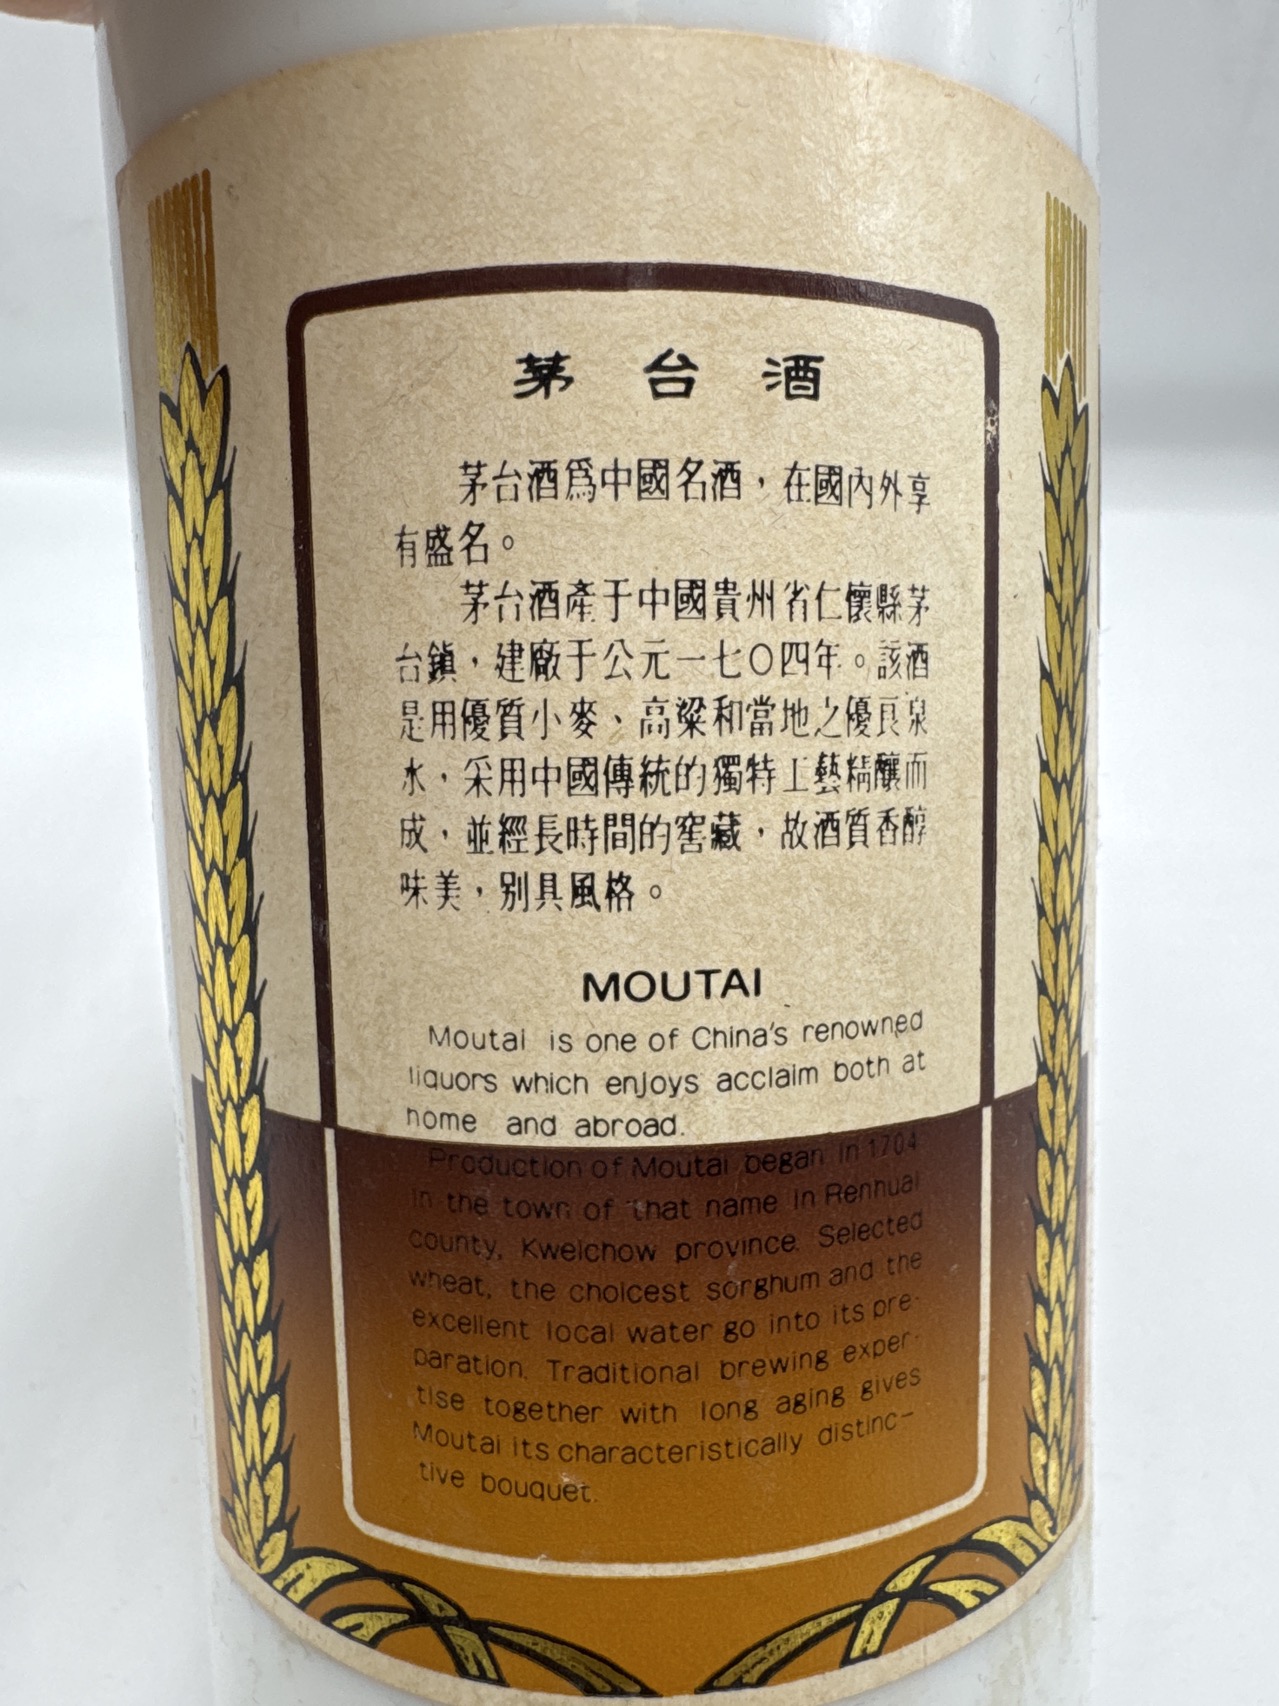 茅台酒
茅台酒爲中國名酒，在國內外享
有盛名。
茅台酒產于中國貴州省仁懷縣茅
台鎮，建廠于公元一七〇四年。該酒
是用優質小麥、高粱和當地之優良泉
水，采用中國傳統的獨特工藝精釀而
成，並經長時間的窖藏，故酒質香醇
味美，別具風格。
MOUTAI
Moutai is one of China's renowned
liquors which enjoys acclaim both at
home and abroad.
Production of Moutai began in 1704
in the town of that name in Renhuai
county, Kweichow province. Selected
wheat, the choicest sorghum and the
excellent local water go into its pre-
paration. Traditional brewing exper-
tise together with long aging gives
Moutai its characteristically distinc-
tive bouquet.